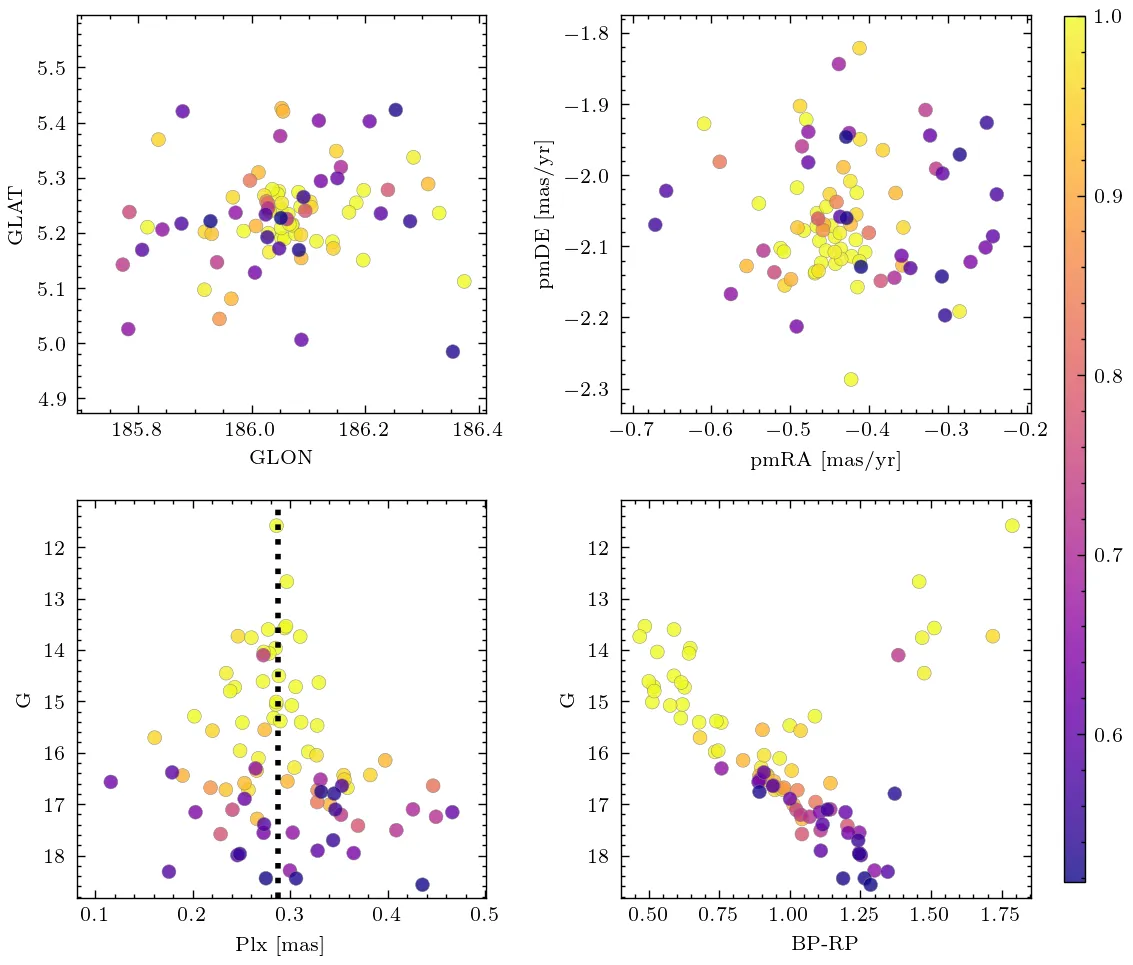 5.5
5.4
5.3
5.2
5.1
5.0
4.9
GLAT
185.8 186.0 186.2 186.4
GLON
−1.8
−1.9
−2.0
−2.1
−2.2
−2.3
pmDE [mas/yr]
−0.7 −0.6 −0.5 −0.4 −0.3 −0.2
pmRA [mas/yr]
1.0
0.9
0.8
0.7
0.6
12
13
14
15
16
17
18
G
0.1 0.2 0.3 0.4 0.5
Plx [mas]
12
13
14
15
16
17
18
G
0.50 0.75 1.00 1.25 1.50 1.75
BP-RP